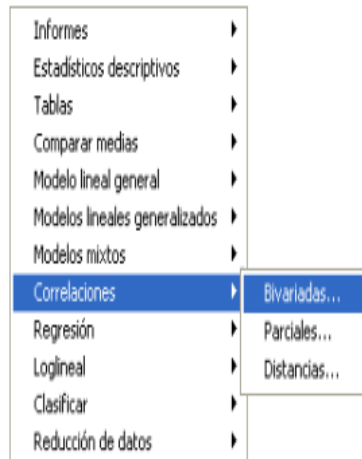 Informes
Estadísticos descriptivos
Tablas
Comparar medias
Modelo lineal general
Modelos lineales generalizados
Modelos mixtos
Correlaciones
Bivariadas...
Regresión
Parciales...
Loglineal
Distancias...
Clasificar
Reducción de datos